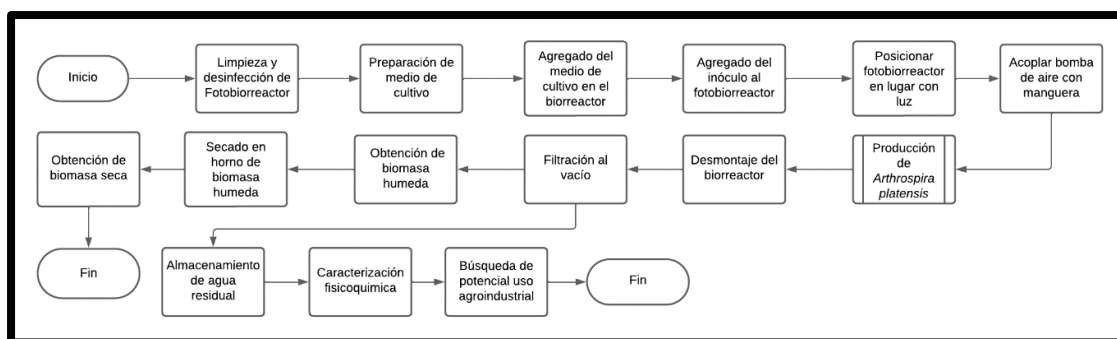 Inicio
Limpieza y
desinfección de
Fotobiorreactor
Preparación de
medio de
cultivo
Agregado del
medio de
cultivo en el
biorreactor
Agregado del
inóculo al
fotobiorreactor
Posicionar
fotobiorreactor
en lugar con
luz
Acoplar bomba
de aire con
manguera
Producción
de
Arthrospira
platensis
Desmontaje del
biorreactor
Filtración al
vacío
Obtención de
biomasa
humeda
Secado en
horno de
biomasa
humeda
Obtención de
biomasa seca
Fin
Almacenamiento
de agua
residual
Caracterización
fisicoquimica
Búsqueda de
potencial uso
agroindustrial
Fin